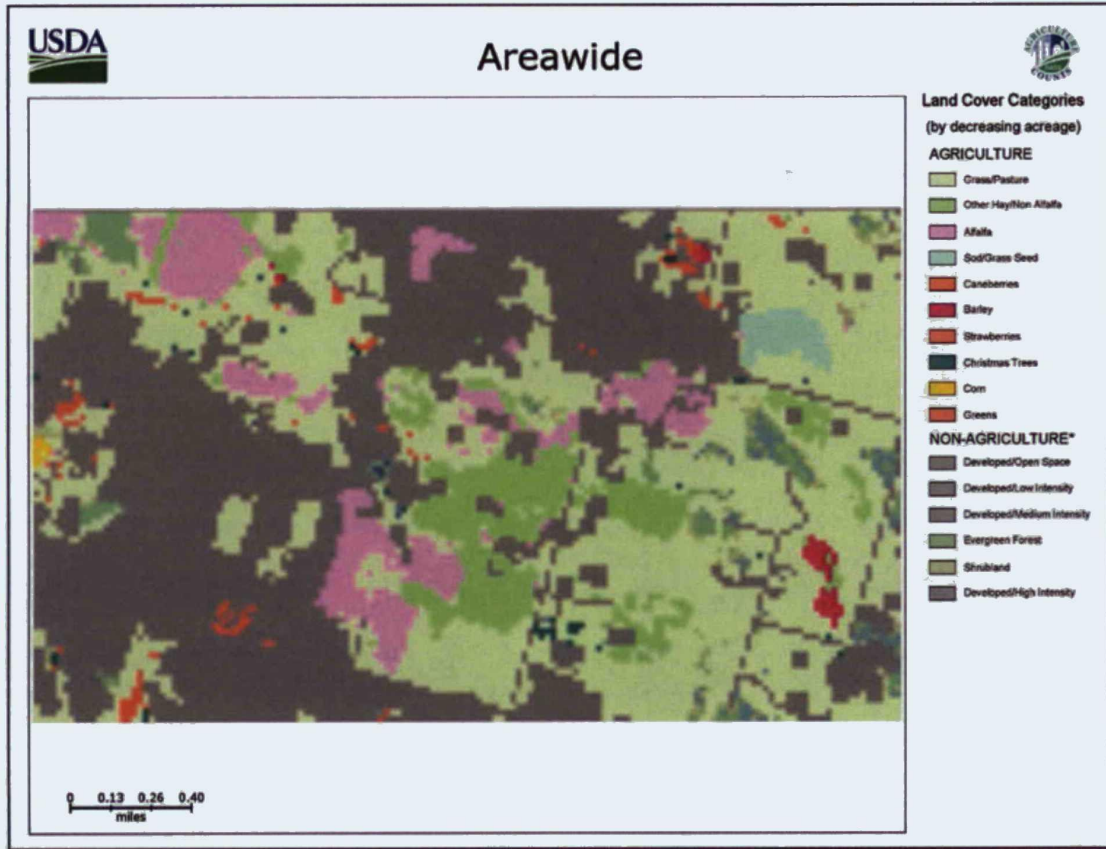 USDA
Areawide
AGRICULTURE
COUNTS
Land Cover Categories
(by decreasing acreage)
AGRICULTURE
Grass/Pasture
Other Hay/Non Alfalfa
Alfalfa
Sod/Grass Seed
Caneberries
Barley
Strawberries
Christmas Trees
Corn
Greens
NON-AGRICULTURE*
Developed/Open Space
Developed/Low Intensity
Developed/Medium Intensity
Evergreen Forest
Shrubland
Developed/High Intensity
0 0.13 0.26 0.40
miles